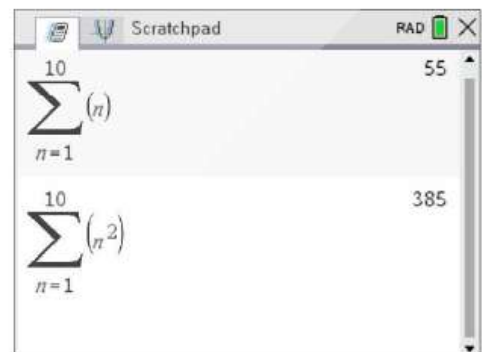 Scratchpad RAD
10
∑ (n) 55
n=1
10
∑ (n²) 385
n=1